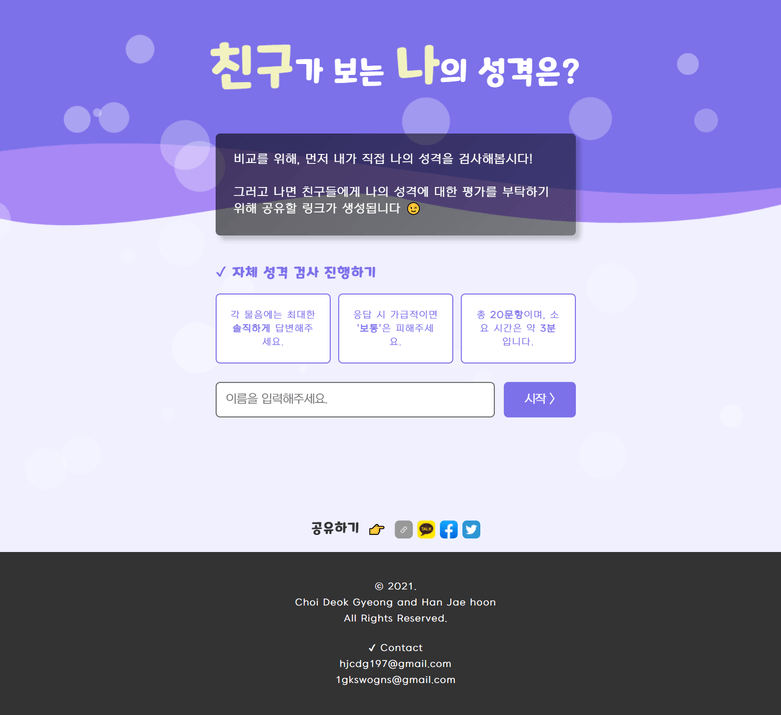 친구가 보는 나의 성격은?
비교를 위해, 먼저 내가 직접 나의 성격을 검사해봅시다!
그러고 나면 친구들에게 나의 성격에 대한 평가를 부탁하기
위해 공유할 링크가 생성됩니다 😉
✓ 자체 성격 검사 진행하기
각 물음에는 최대한
솔직하게 답변해주
세요.
응답 시 가급적이면
'보통'은 피해주세
요.
총 20문항이며, 소
요 시간은 약 3분
입니다.
이름을 입력해주세요.
시작 〉
공유하기 👉
TALK
© 2021.
Choi Deok Gyeong and Han Jae hoon
All Rights Reserved.
✓ Contact
hjcdg197@gmail.com
1gkswogns@gmail.com